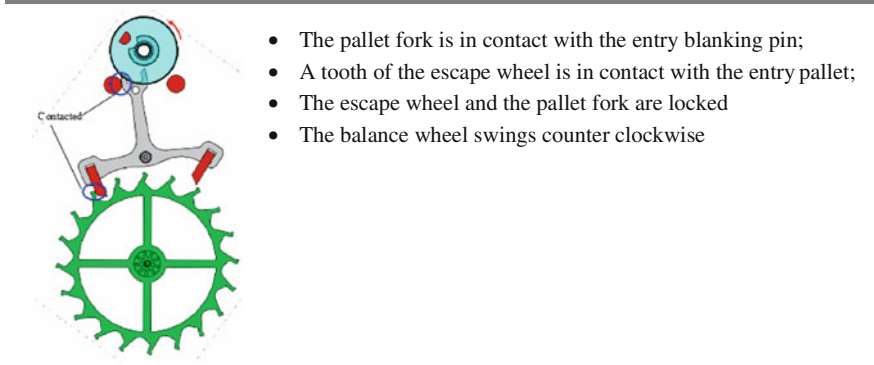 • The pallet fork is in contact with the entry blanking pin;
• A tooth of the escape wheel is in contact with the entry pallet;
• The escape wheel and the pallet fork are locked
• The balance wheel swings counter clockwise
Contacted